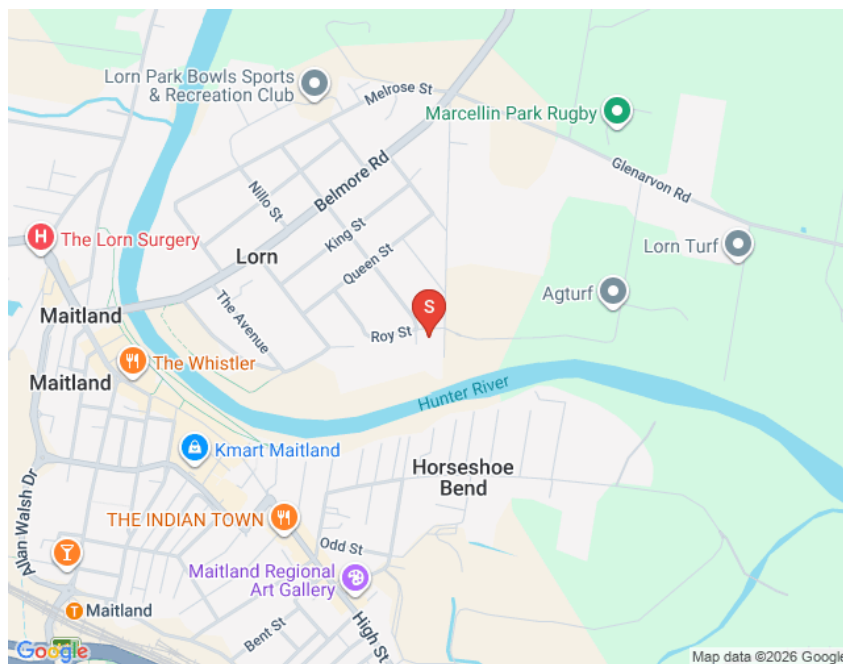 Lorn Park Bowls Sports
& Recreation Club
Melrose St
Marcellin Park Rugby
Belmore Rd
Nillo St
Glenarvon Rd
H
The Lorn Surgery
King St
Lorn
Queen St
Lorn Turf
Agturf
S
Maitland
The Avenue
Roy St
The Whistler
Maitland
Hunter River
Kmart Maitland
Horseshoe
Bend
Allan Walsh Dr
THE INDIAN TOWN
Odd St
Maitland Regional
Art Gallery
T
Maitland
High St
Bent St
Google
Map data ©2026 Google